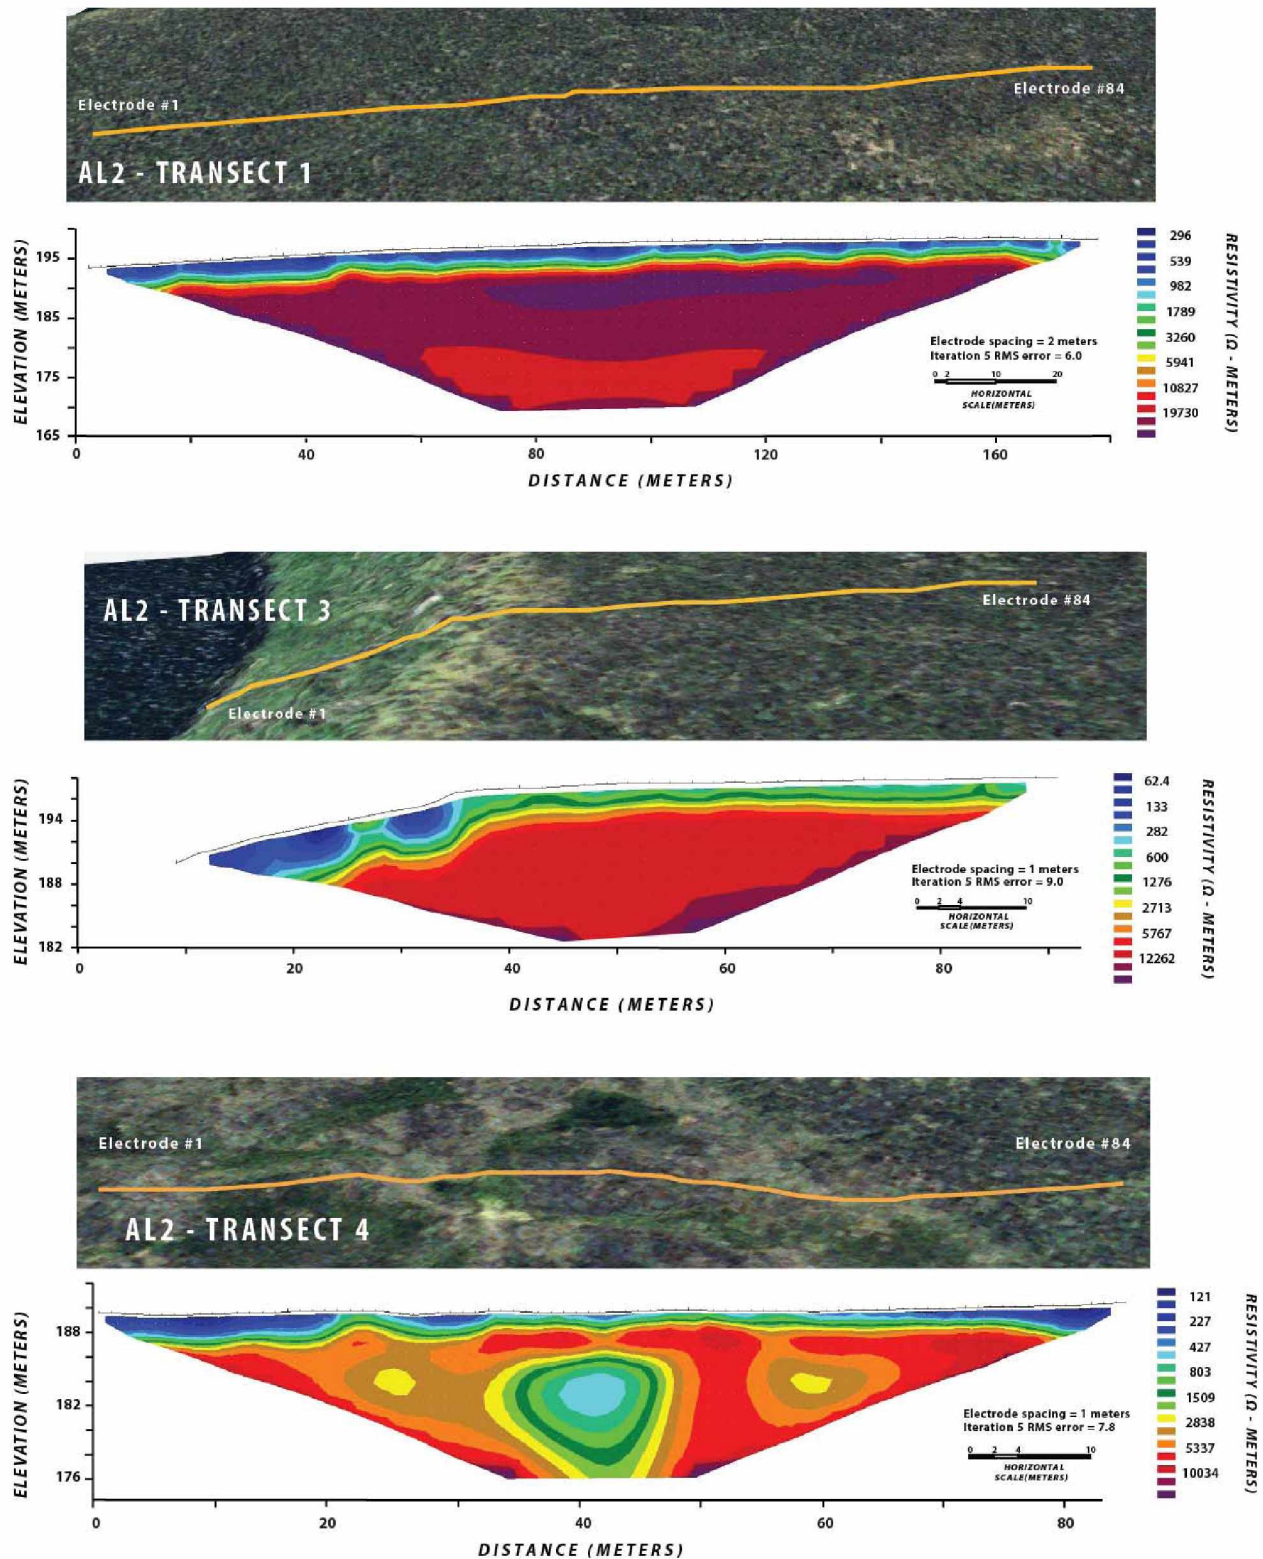 Electrode #1
Electrode #84
AL2 - TRANSECT 1
ELEVATION (METERS)
195
185
175
165
0
40
80
120
160
DISTANCE (METERS)
296
539
982
1789
3260
5941
10827
19730
RESISTIVITY (Ω - METERS)
Electrode spacing = 2 meters
Iteration 5 RMS error = 6.0
0 2 10 20
HORIZONTAL
SCALE(METERS)
AL2 - TRANSECT 3
Electrode #84
Electrode #1
ELEVATION (METERS)
194
188
182
0
20
40
60
80
DISTANCE (METERS)
62.4
133
282
600
1276
2713
5767
12262
RESISTIVITY (Ω - METERS)
Electrode spacing = 1 meters
Iteration 5 RMS error = 9.0
0 2 4 10
HORIZONTAL
SCALE(METERS)
Electrode #1
Electrode #84
AL2 - TRANSECT 4
ELEVATION (METERS)
188
182
176
0
20
40
60
80
DISTANCE (METERS)
121
227
427
803
1509
2838
5337
10034
RESISTIVITY (Ω - METERS)
Electrode spacing = 1 meters
Iteration 5 RMS error = 7.8
0 2 4 10
HORIZONTAL
SCALE(METERS)